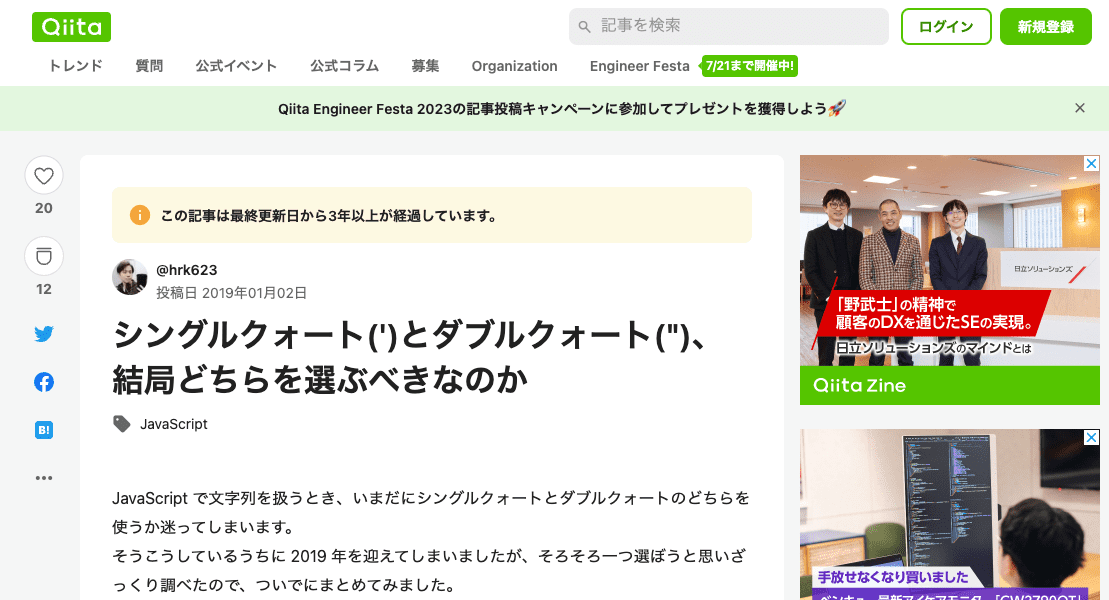 Qiita
記事を検索
ログイン
新規登録
トレンド
質問
公式イベント
公式コラム
募集
Organization
Engineer Festa
7/21まで開催中!
Qiita Engineer Festa 2023の記事投稿キャンペーンに参加してプレゼントを獲得しよう🚀
20
12
B!
この記事は最終更新日から3年以上が経過しています。
@hrk623
投稿日 2019年01月02日
シングルクォート(')とダブルクォート(")、
結局どちらを選ぶべきなのか
JavaScript
JavaScript で文字列を扱うとき、いまだにシングルクォートとダブルクォートのどちらを
使うか迷ってしまいます。
そうこうしているうちに 2019 年を迎えてしまいましたが、そろそろ一つ選ぼうと思いざ
っくり調べたので、ついでにまとめてみました。
日立ソリューションズ
「野武士」の精神で
顧客のDXを通じたSEの実現。
日立ソリューションズのマインドとは
Qiita Zine
手放せなくなり買いました